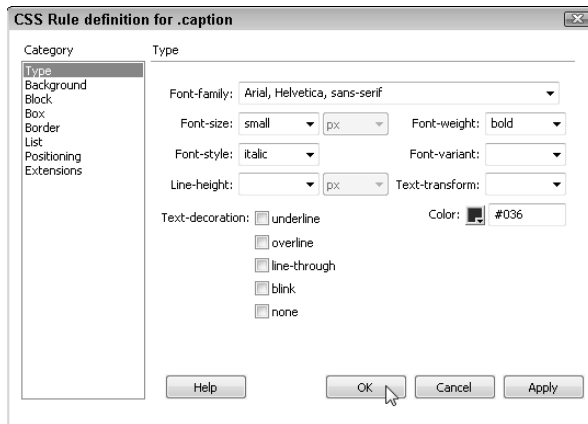 CSS Rule definition for .caption
Category
Type
Background
Block
Box
Border
List
Positioning
Extensions
Type
Font-family: Arial, Helvetica, sans-serif
Font-size: small px Font-weight: bold
Font-style: italic Font-variant:
Line-height: px Text-transform:
Text-decoration: underline Color: #036
overline
line-through
blink
none
Help OK Cancel Apply